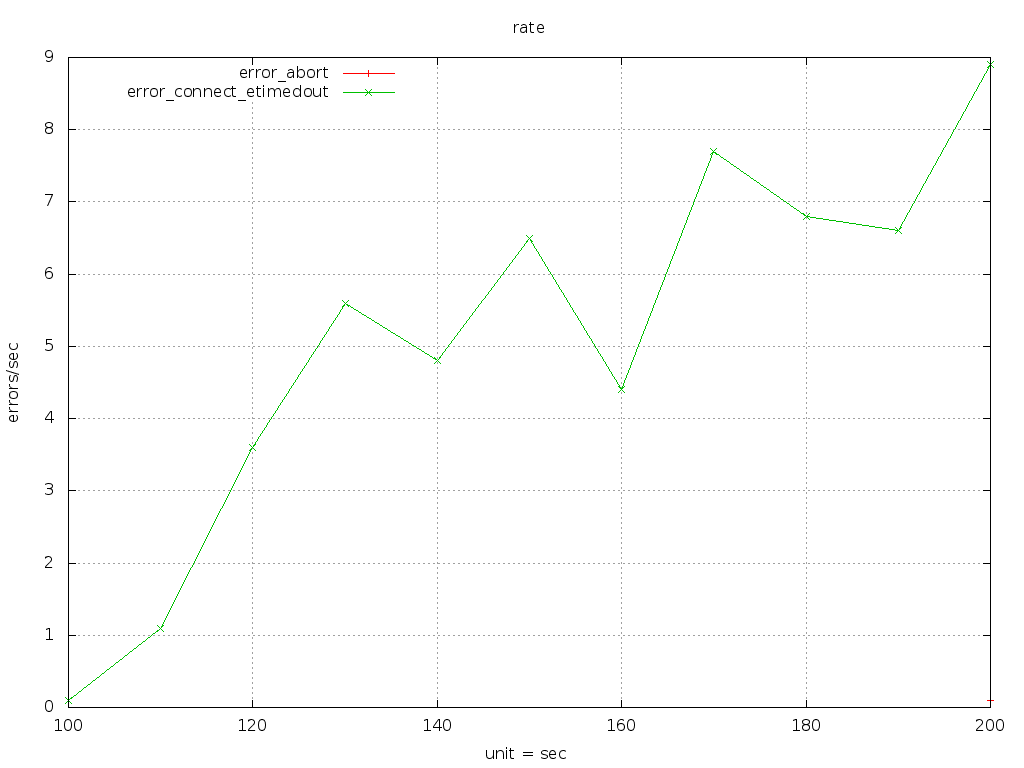 rate
error_abort
error_connect_etimedout
errors/sec
9
8
7
6
5
4
3
2
1
0
100 120 140 160 180 200
unit = sec